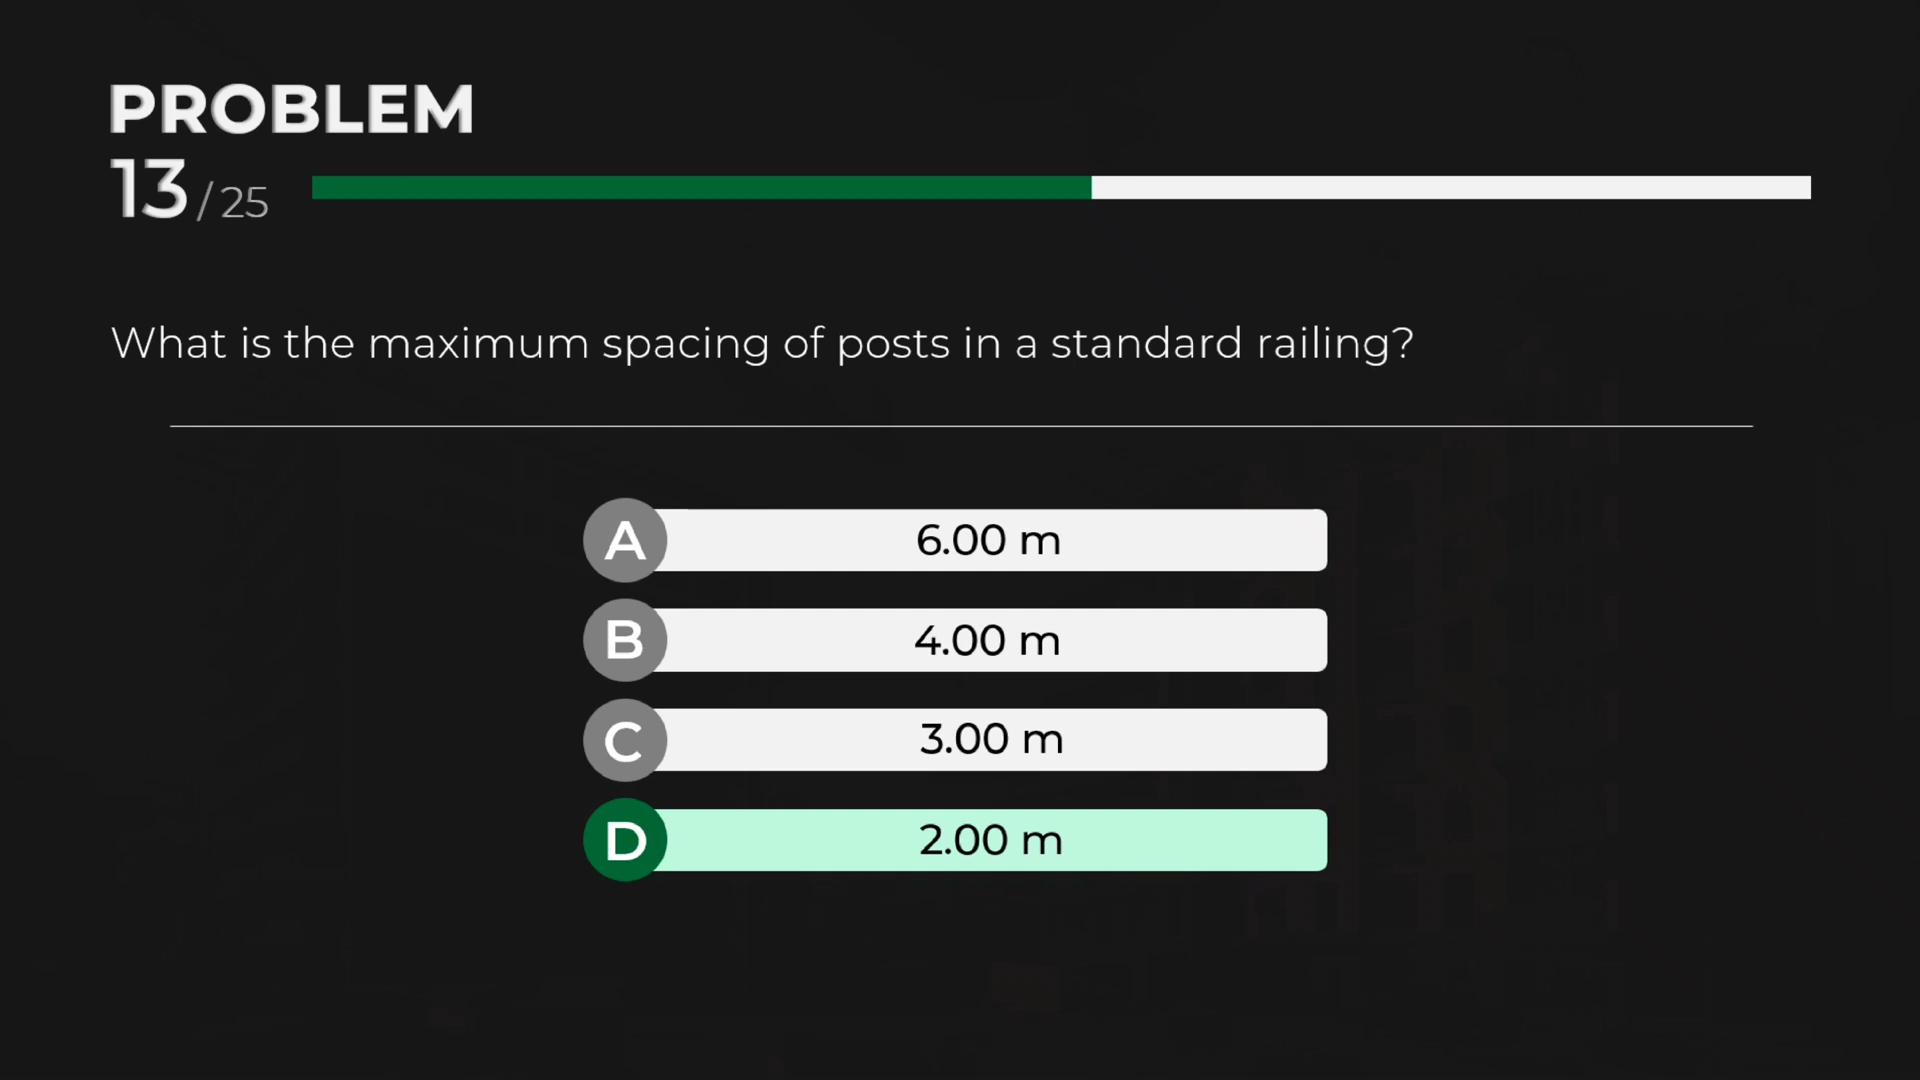 PROBLEM
13/25
What is the maximum spacing of posts in a standard railing?
A 6.00 m
B 4.00 m
C 3.00 m
D 2.00 m